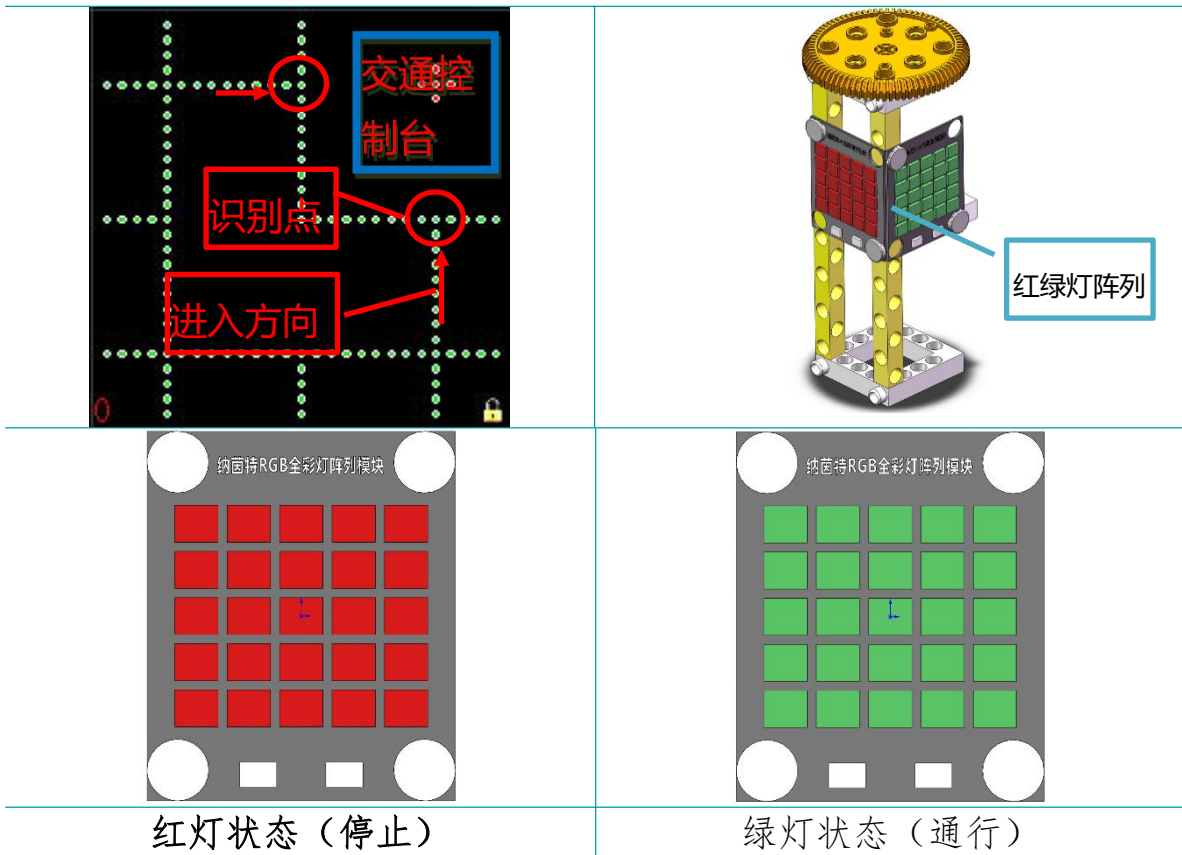 交通控
制台
识别点
进入方向
0
红绿灯阵列
纳茵特RGB全彩灯阵列模块
纳茵特RGB全彩灯阵列模块
红灯状态（停止）
绿灯状态（通行）